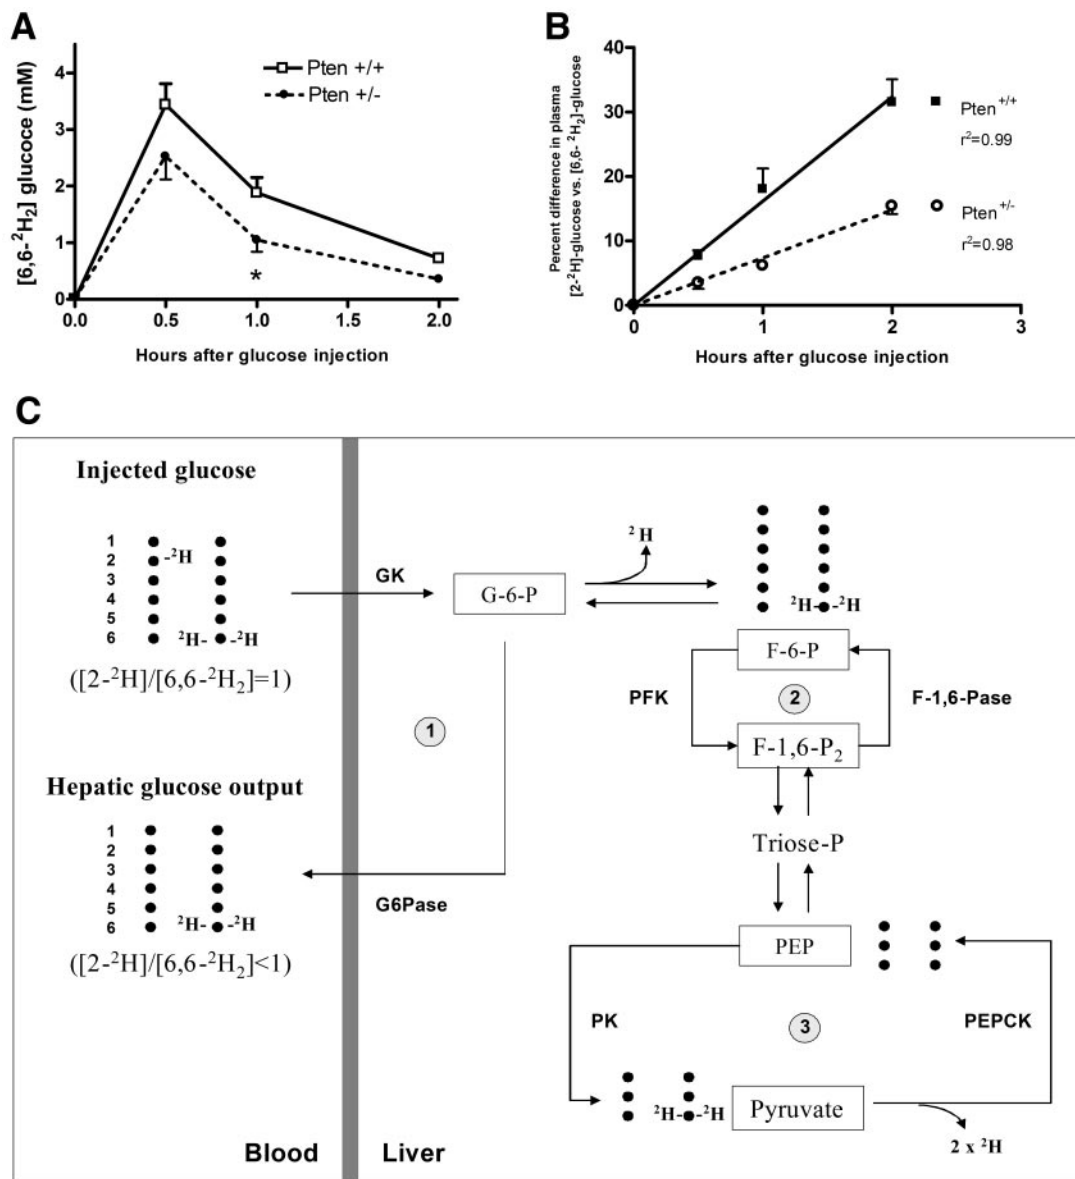 A
[6,6-²H₂] glucoce (mM)
4
3
2
1
0
Pten +/+
Pten +/-
*
0.0
0.5
1.0
1.5
2.0
Hours after glucose injection
B
Percent difference in plasma
[2-²H]-glucose vs. [6,6- ²H₂]-glucose
40
30
20
10
0
Pten+/+
r²=0.99
Pten+/-
r²=0.98
0
1
2
3
Hours after glucose injection
C
Injected glucose
1
2
-²H
3
4
5
6
²H-
-²H
([2-²H]/[6,6-²H₂]=1)
GK
G-6-P
² H
²H-
-²H
F-6-P
PFK
2
F-1,6-Pase
F-1,6-P₂
1
Hepatic glucose output
1
2
3
4
5
6
²H-
-²H
([2-²H]/[6,6-²H₂]<1)
G6Pase
Triose-P
PEP
PK
3
PEPCK
²H-
-²H
Pyruvate
2 x ²H
Blood
Liver